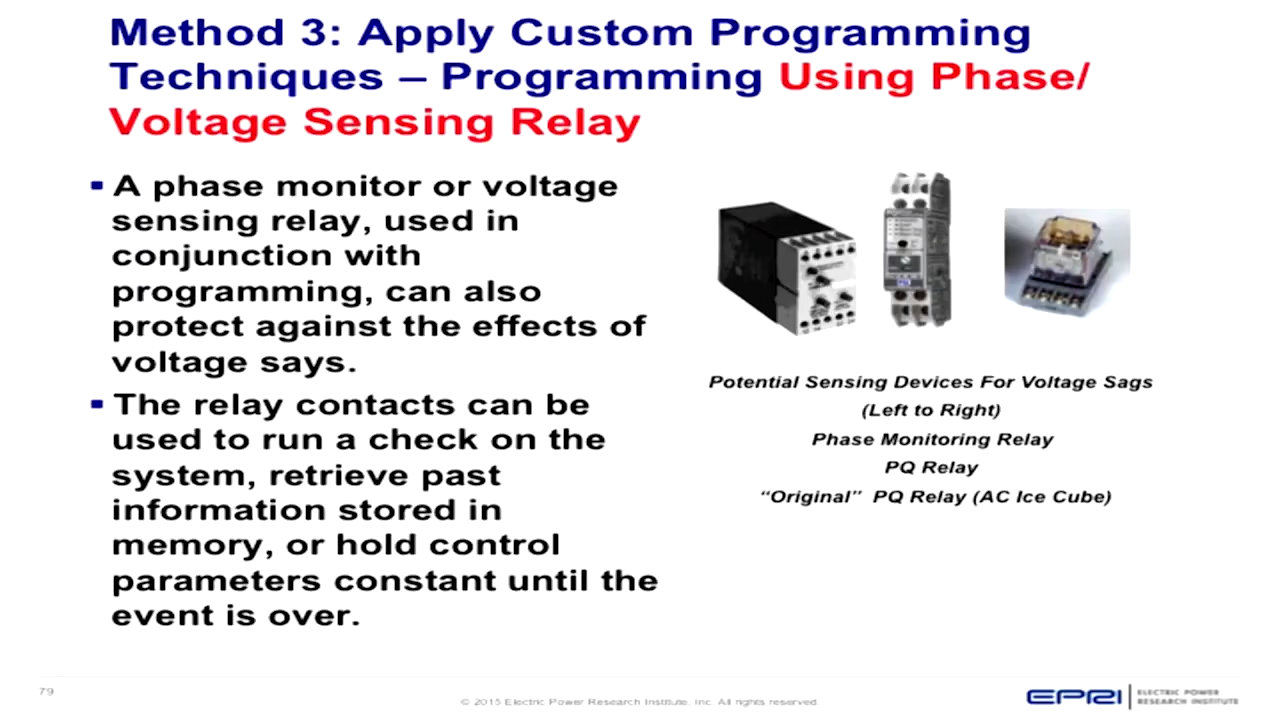 Method 3: Apply Custom Programming
Techniques – Programming Using Phase/
Voltage Sensing Relay
▪ A phase monitor or voltage
sensing relay, used in
conjunction with
programming, can also
protect against the effects of
voltage says.
▪ The relay contacts can be
used to run a check on the
system, retrieve past
information stored in
memory, or hold control
parameters constant until the
event is over.
Potential Sensing Devices For Voltage Sags
(Left to Right)
Phase Monitoring Relay
PQ Relay
“Original” PQ Relay (AC Ice Cube)
79
© 2015 Electric Power Research Institute, Inc. All rights reserved.
EPRI
ELECTRIC POWER
RESEARCH INSTITUTE